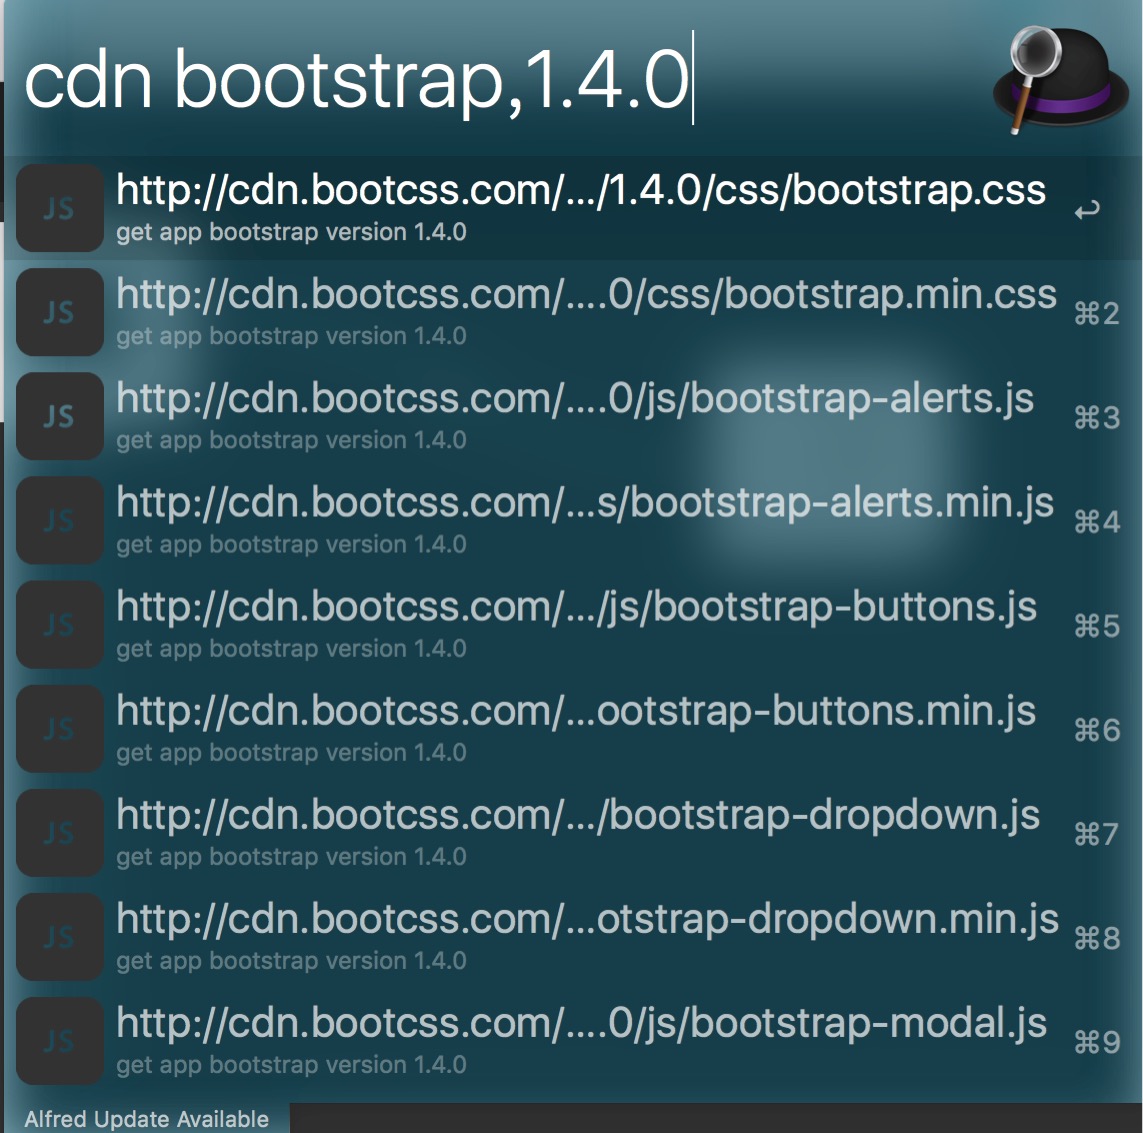 cdn bootstrap,1.4.0
JS
http://cdn.bootcss.com/.../1.4.0/css/bootstrap.css
get app bootstrap version 1.4.0
JS
http://cdn.bootcss.com/....0/css/bootstrap.min.css
⌘2
get app bootstrap version 1.4.0
JS
http://cdn.bootcss.com/....0/js/bootstrap-alerts.js
⌘3
get app bootstrap version 1.4.0
JS
http://cdn.bootcss.com/...s/bootstrap-alerts.min.js
⌘4
get app bootstrap version 1.4.0
JS
http://cdn.bootcss.com/.../js/bootstrap-buttons.js
⌘5
get app bootstrap version 1.4.0
JS
http://cdn.bootcss.com/...ootstrap-buttons.min.js
⌘6
get app bootstrap version 1.4.0
JS
http://cdn.bootcss.com/.../bootstrap-dropdown.js
⌘7
get app bootstrap version 1.4.0
JS
http://cdn.bootcss.com/...otstrap-dropdown.min.js
⌘8
get app bootstrap version 1.4.0
JS
http://cdn.bootcss.com/....0/js/bootstrap-modal.js
⌘9
get app bootstrap version 1.4.0
Alfred Update Available